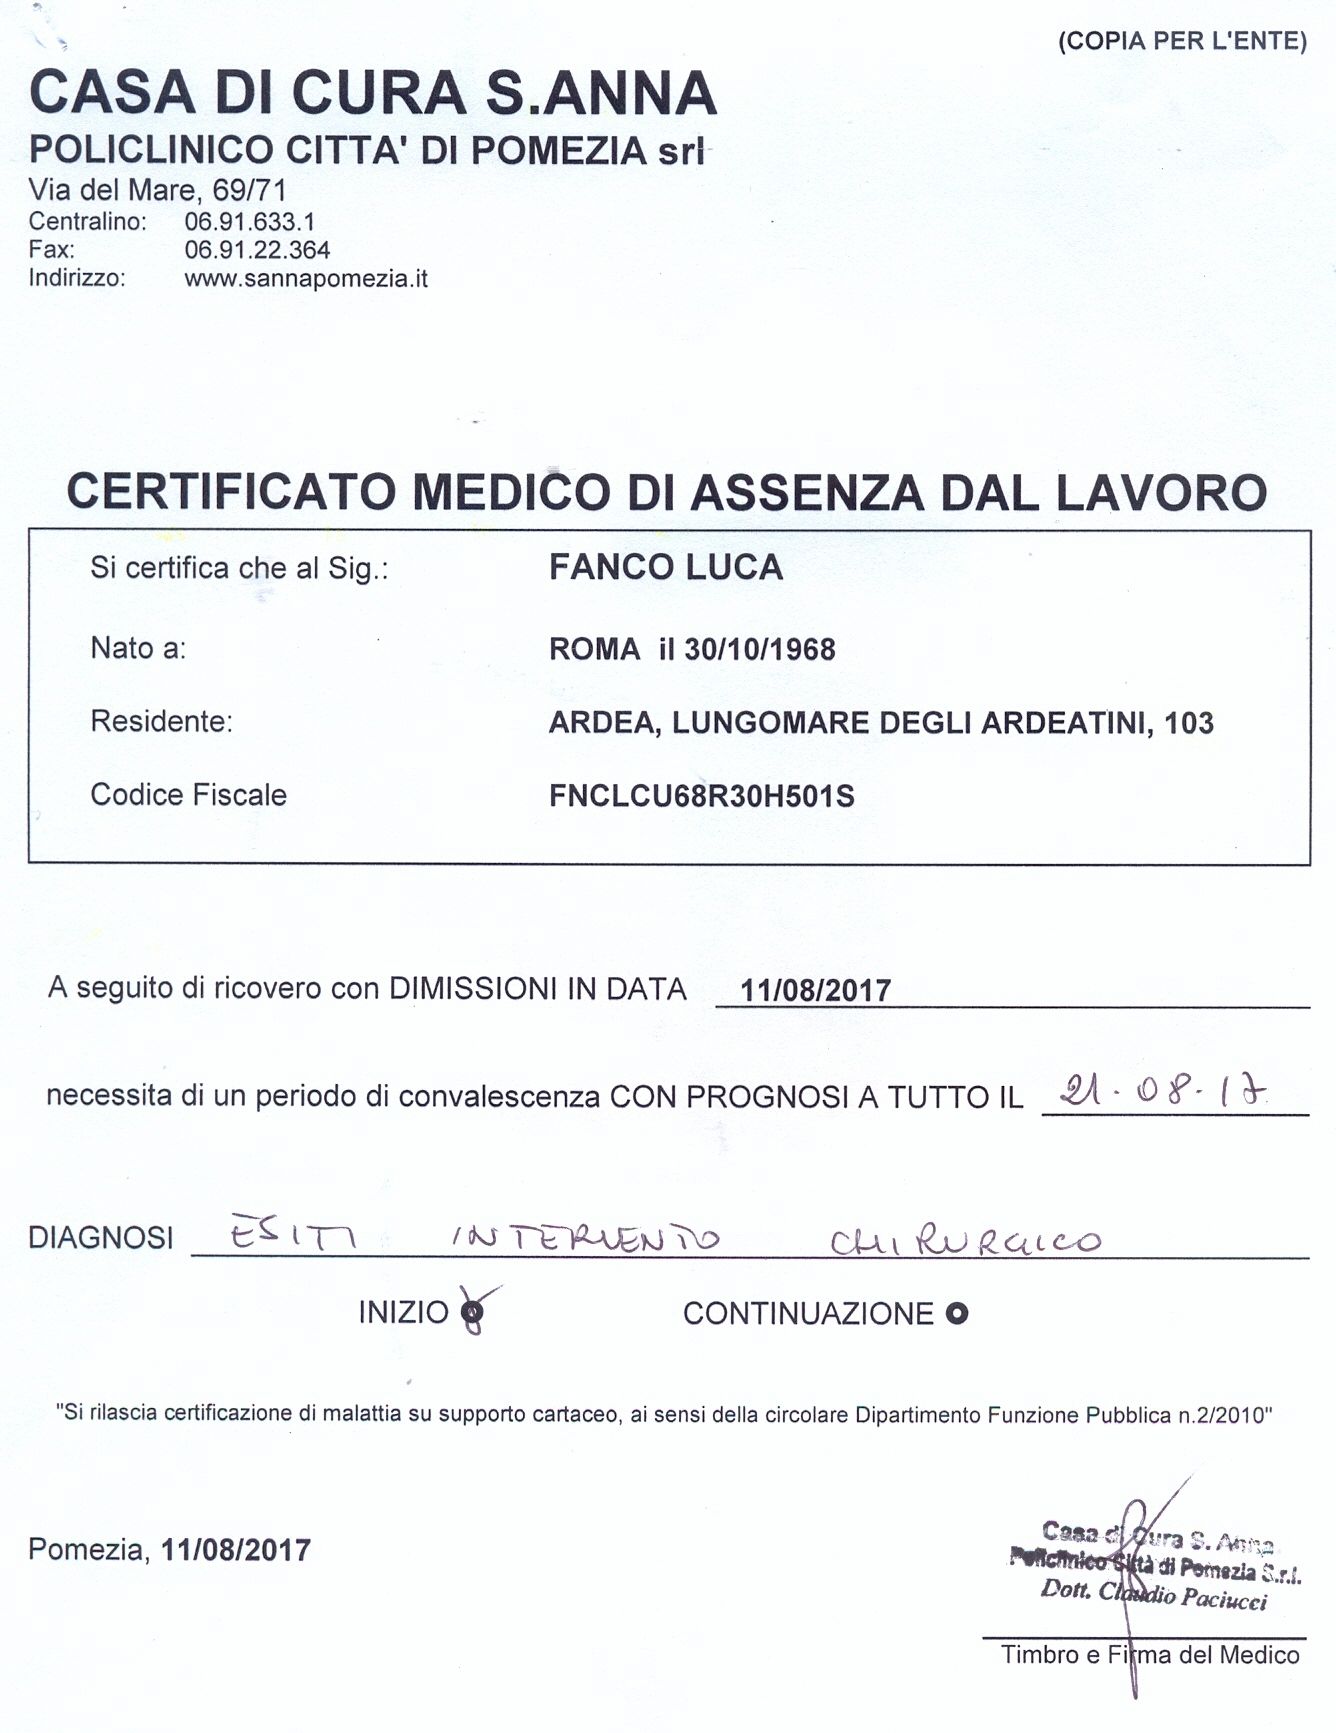 (COPIA PER L'ENTE)
CASA DI CURA S.ANNA
POLICLINICO CITTA' DI POMEZIA srl
Via del Mare, 69/71
Centralino: 06.91.633.1
Fax: 06.91.22.364
Indirizzo: www.sannapomezia.it
CERTIFICATO MEDICO DI ASSENZA DAL LAVORO
Si certifica che al Sig.: FANCO LUCA
Nato a: ROMA il 30/10/1968
Residente: ARDEA, LUNGOMARE DEGLI ARDEATINI, 103
Codice Fiscale FNCLCU68R30H501S
A seguito di ricovero con DIMISSIONI IN DATA 11/08/2017
necessita di un periodo di convalescenza CON PROGNOSI A TUTTO IL 21-08-17
DIAGNOSI ESITI INTERVENTO CHIRURGICO
INIZIO CONTINUAZIONE
"Si rilascia certificazione di malattia su supporto cartaceo, ai sensi della circolare Dipartimento Funzione Pubblica n.2/2010"
Pomezia, 11/08/2017
Casa di Cura S. Anna
Policlinico Città di Pomezia S.r.l.
Dott. Claudio Paciucci
Timbro e Firma del Medico